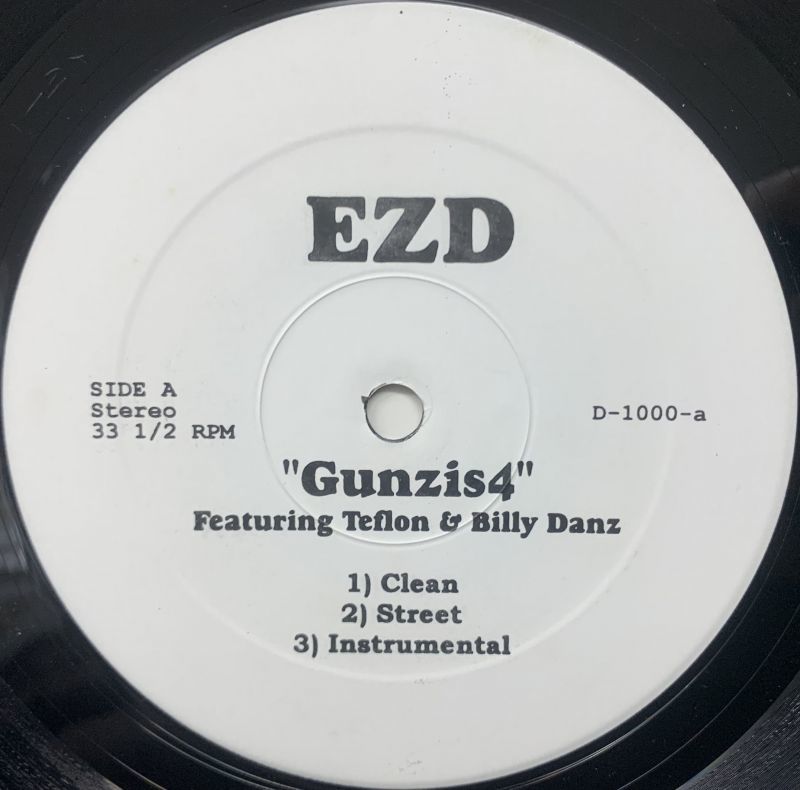 EZD
SIDE A
Stereo
33 1/2 RPM
D-1000-a
"Gunzis4"
Featuring Teflon & Billy Danz
1) Clean
2) Street
3) Instrumental